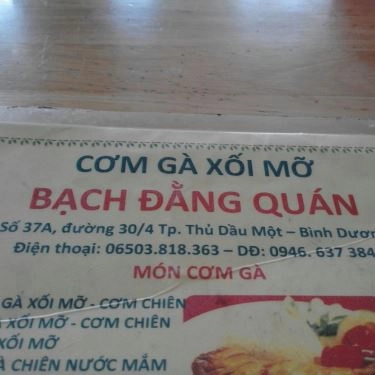 CƠM GÀ XỐI MỠ
BẠCH ĐẰNG QUÁN
Số 37A, đường 30/4 Tp. Thủ Dầu Một – Bình Dươn
Điện thoại: 06503.818.363 – DĐ: 0946. 637 384
MÓN CƠM GÀ
GÀ XỐI MỠ - CƠM CHIÊN
XỐI MỠ - CƠM CHIÊN
XỐI MỠ
CHIÊN NƯỚC MẮM